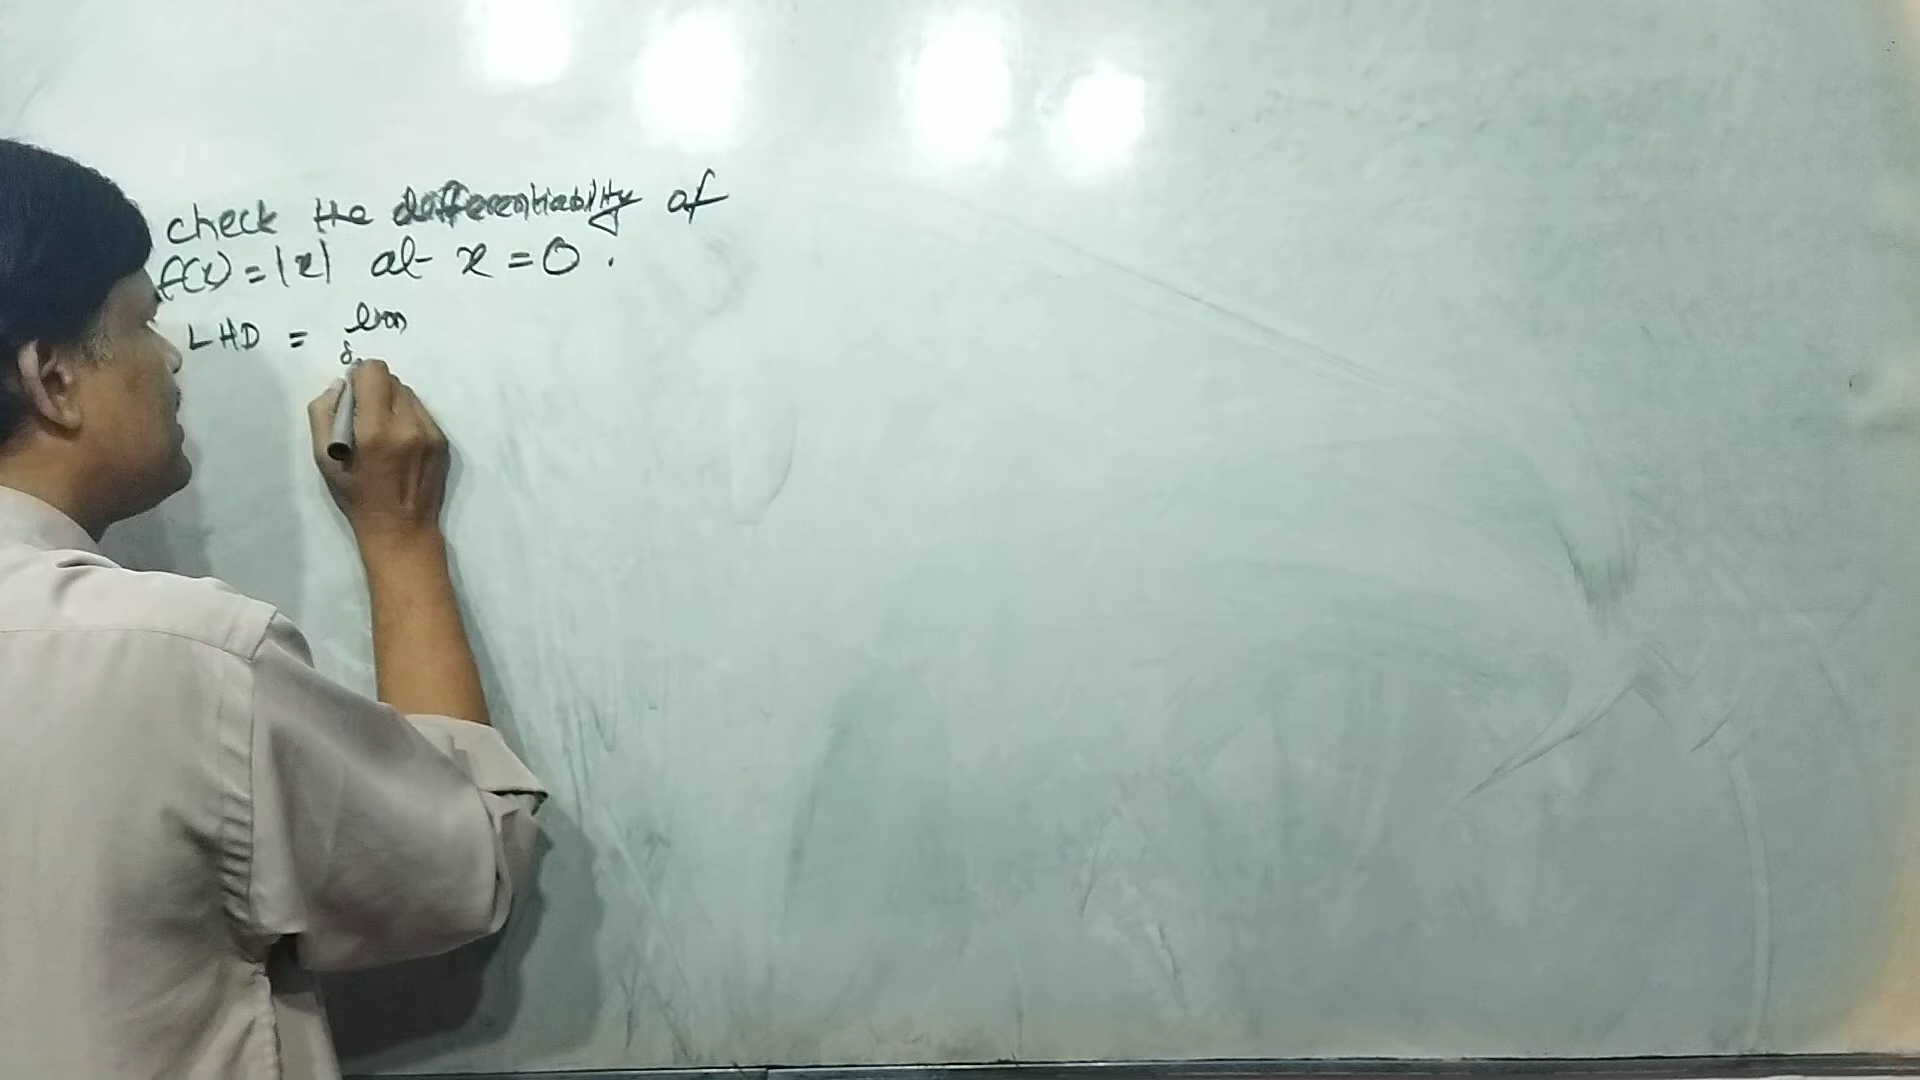 check the differentiability of
f(x) = |x| at x = 0 .
LHD = lim
δ